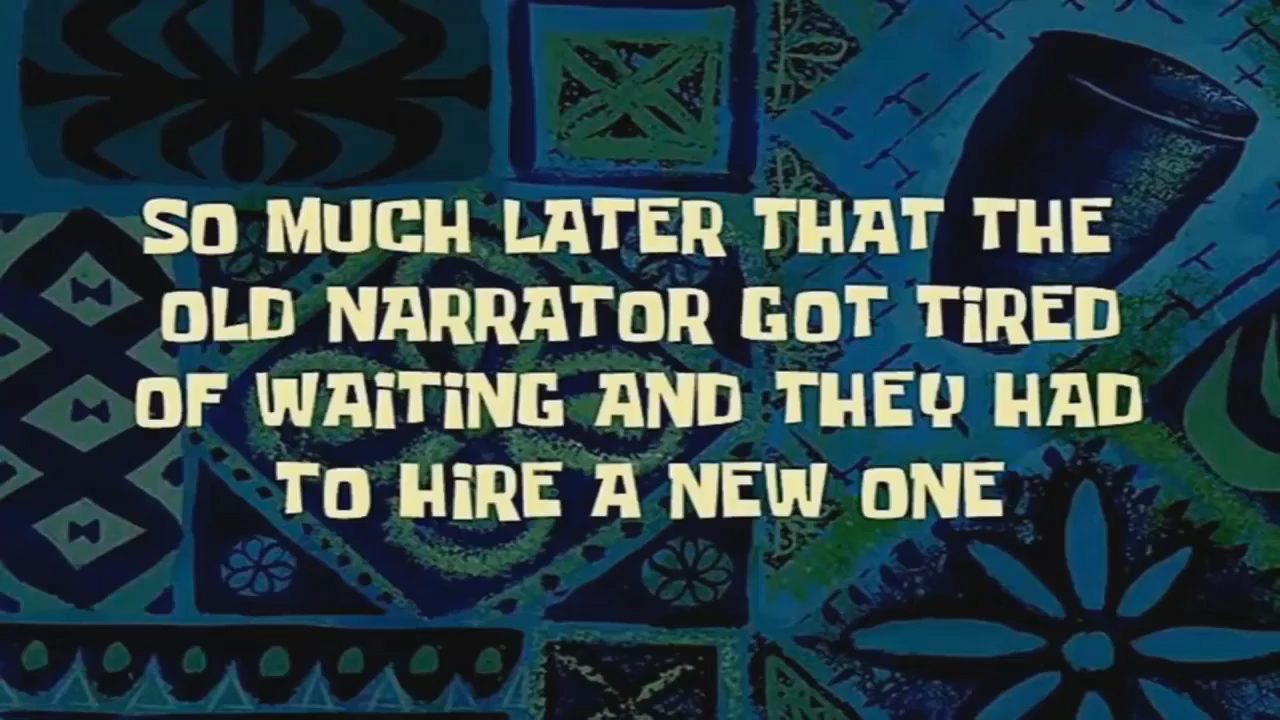 SO MUCH LATER THAT THE
OLD NARRATOR GOT TiRED
OF WAiTiNG AND THEY HAD
TO HiRE A NEW ONE